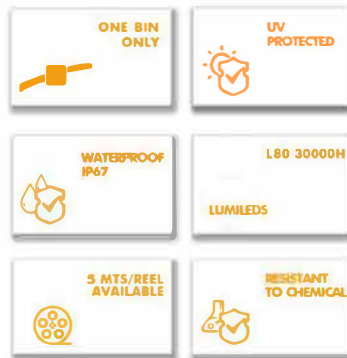 ONE BIN
ONLY
UV
PROTECTED
WATERPROOF
IP67
L80 30000H
LUMILEDS
5 MTS/REEL
AVAILABLE
RESISTANT
TO CHEMICAL